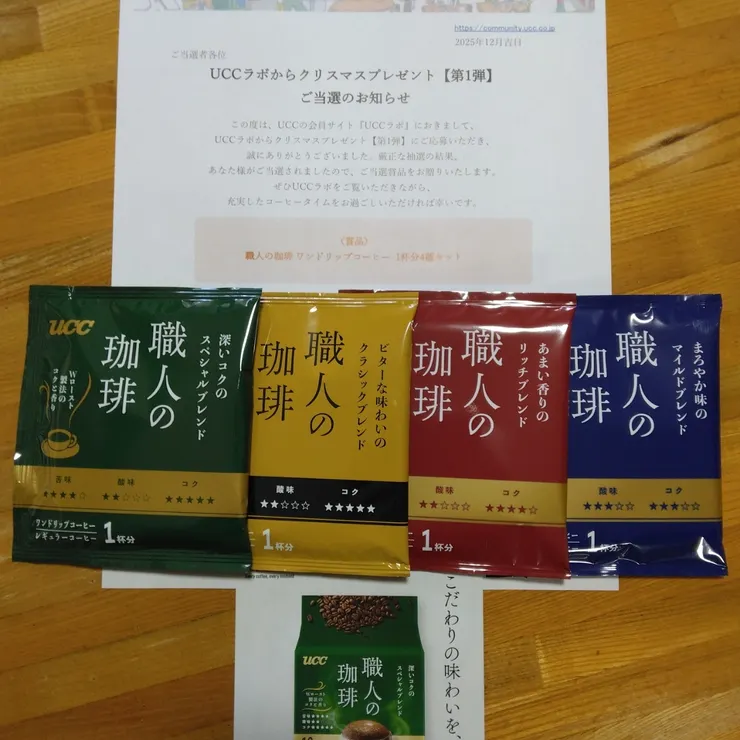 https://community.ucc.co.jp
2025年12月吉日
ご当選者各位
UCCラボからクリスマスプレゼント【第1弾】
ご当選のお知らせ
この度は、UCCの会員サイト『UCCラボ』におきまして、
UCCラボからクリスマスプレゼント【第1弾】にご応募いただき、
誠にありがとうございました。厳正な抽選の結果、
あなた様がご当選されましたので、ご当選賞品をお贈りいたします。
ぜひUCCラボをご覧いただきながら、
充実したコーヒータイムをお過ごしいただければ幸いです。
《賞品》
職人の珈琲 ワンドリップコーヒー 1杯分4種セット
UCC
深いコクの
スペシャルブレンド
職人の
珈琲
Wロースト
製法の
コクと香り
苦味
酸味
コク
★★★★☆
★★☆☆☆
★★★★★
ワンドリップコーヒー
レギュラーコーヒー
1杯分
ビターな味わいの
クラシックブレンド
職人の
珈琲
酸味
コク
★★☆☆☆
★★★★★
1杯分
あまい香りの
リッチブレンド
職人の
珈琲
酸味
コク
★★☆☆☆
★★★★☆
1杯分
まろやか味の
マイルドブレンド
職人の
珈琲
酸味
コク
★★★☆☆
★★★☆☆
1杯分
こだわりの味わいを、
UCC
深いコクの
スペシャルブレンド
職人の
珈琲